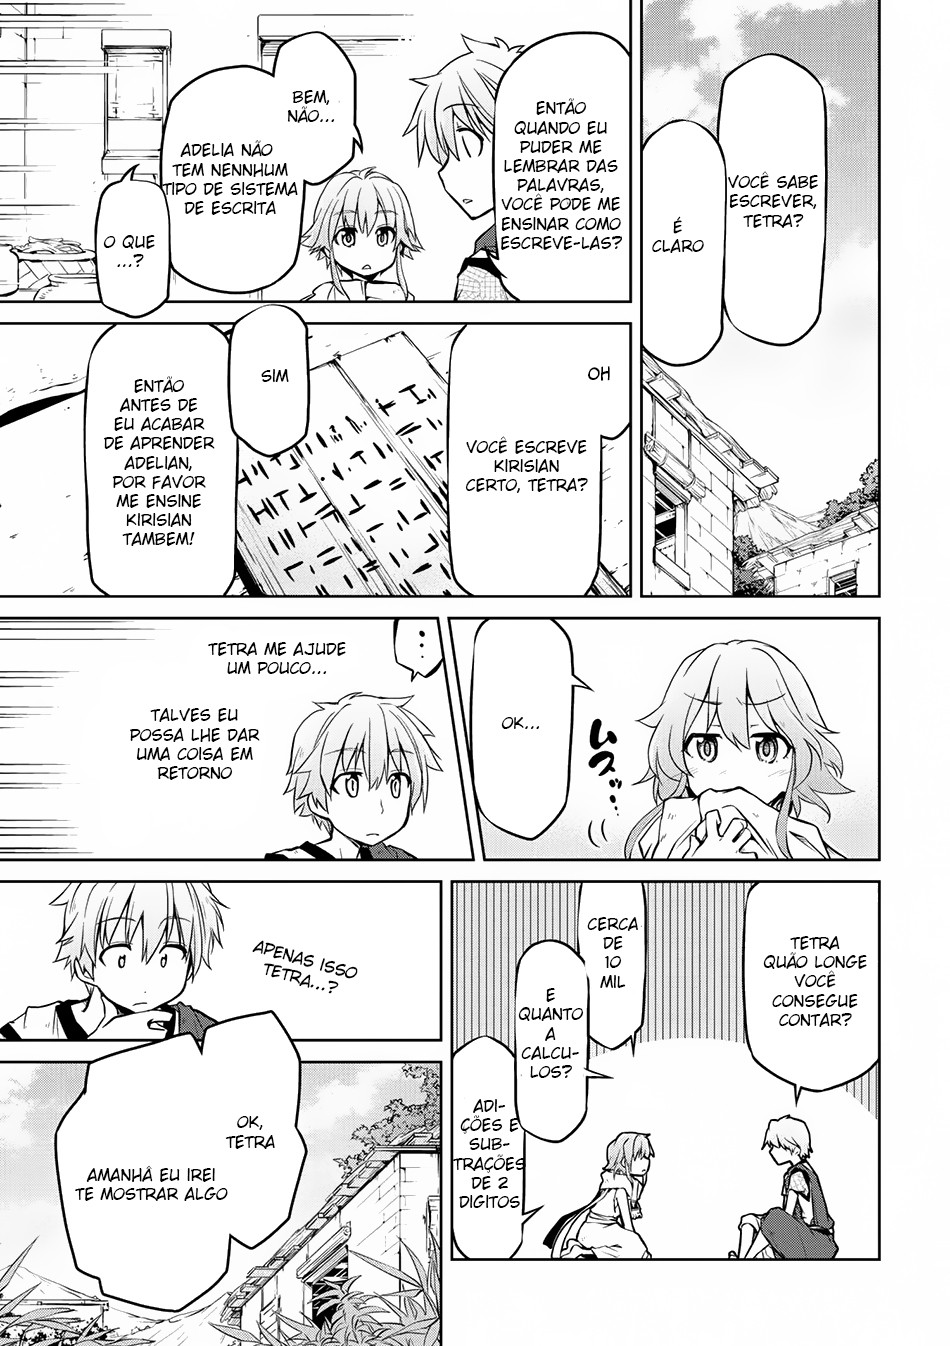 VOCÊ SABE
ESCREVER,
TETRA?
É
CLARO
ENTÃO
QUANDO EU
PUDER ME
LEMBRAR DAS
PALAVRAS,
VOCÊ PODE ME
ENSINAR COMO
ESCREVE-LAS?
BEM,
NÃO...
ADELIA NÃO
TEM NENNHUM
TIPO DE SISTEMA
DE ESCRITA
O QUE
...?
OH
VOCÊ ESCREVE
KIRISIAN
CERTO, TETRA?
SIM
ENTÃO
ANTES DE
EU ACABAR
DE APRENDER
ADELIAN,
POR FAVOR
ME ENSINE
KIRISIAN
TAMBEM!
OK...
ムスッ…
...
TETRA ME AJUDE
UM POUCO...
TALVES EU
POSSA LHE DAR
UMA COISA EM
RETORNO
TETRA
QUÃO LONGE
VOCÊ
CONSEGUE
CONTAR?
CERCA
DE
10
MIL
E
QUANTO
A
CALCU-
LOS?
ADI-
ÇÕES E
SUB-
TRAÇÕES
DE 2
DIGITOS
APENAS ISSO
TETRA...?
OK,
TETRA
AMANHÂ EU IREI
TE MOSTRAR ALGO